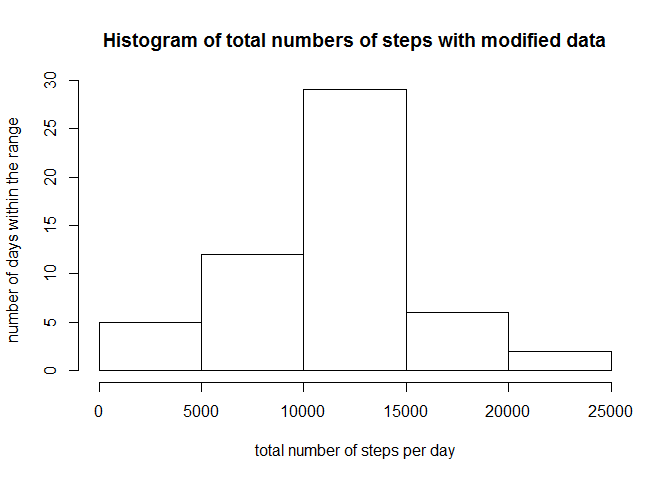 Histogram of total numbers of steps with modified data
number of days within the range
30
25
20
15
10
5
0
0 5000 10000 15000 20000 25000
total number of steps per day